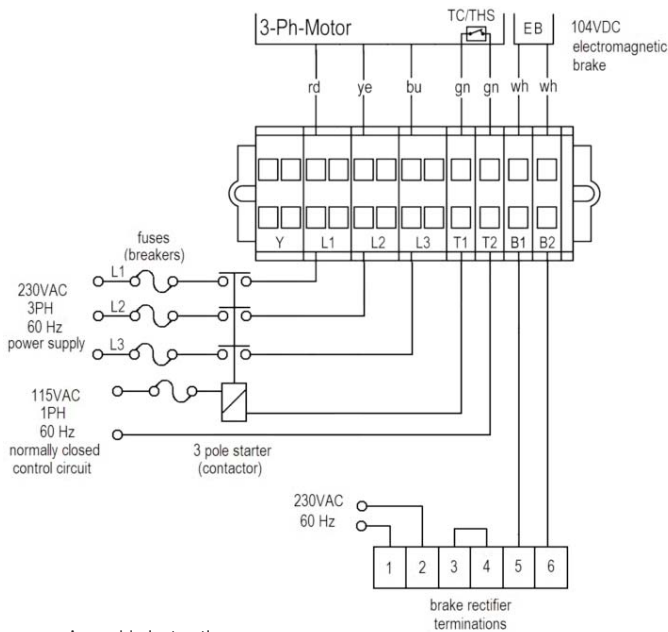 3-Ph-Motor
TC/THS
EB
104VDC
electromagnetic
brake
rd
ye
bu
gn
gn
wh
wh
Y
L1
L2
L3
T1
T2
B1
B2
fuses
(breakers)
L1
L2
L3
230VAC
3PH
60 Hz
power supply
115VAC
1PH
60 Hz
normally closed
control circuit
3 pole starter
(contactor)
230VAC
60 Hz
1
2
3
4
5
6
brake rectifier
terminations